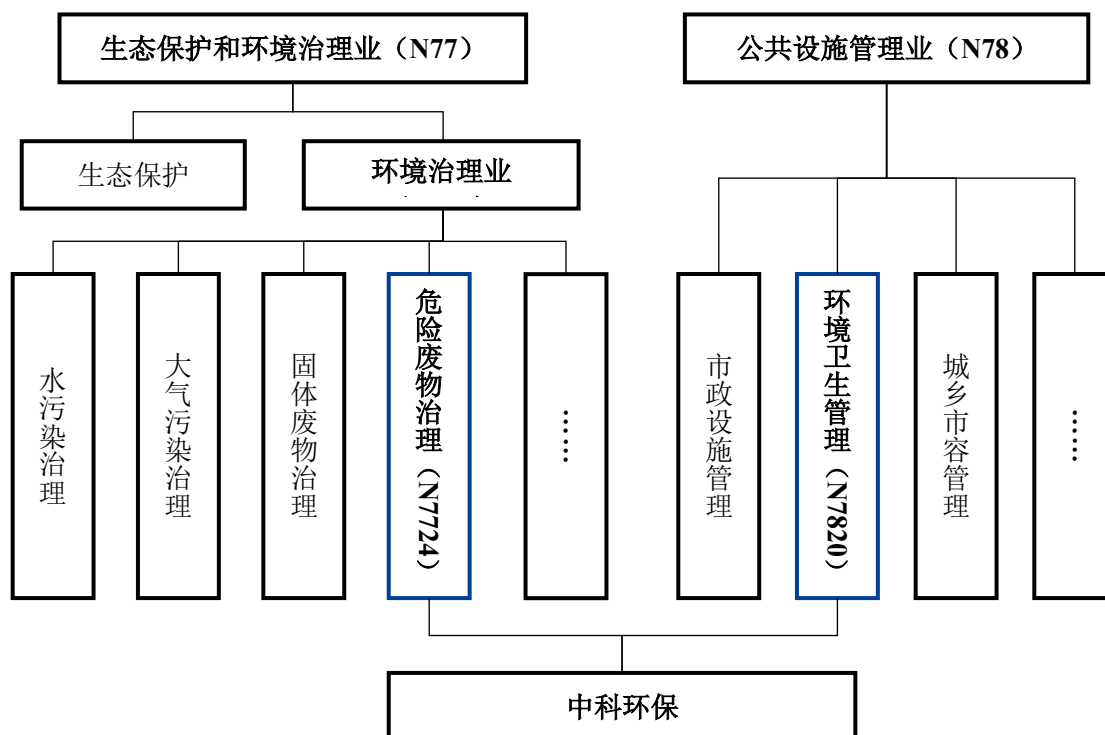 生态保护和环境治理业（N77）
公共设施管理业（N78）
生态保护
环境治理业
水污染治理
大气污染治理
固体废物治理
危险废物治理（N7724）
……
市政设施管理
环境卫生管理（N7820）
城乡市容管理
……
中科环保